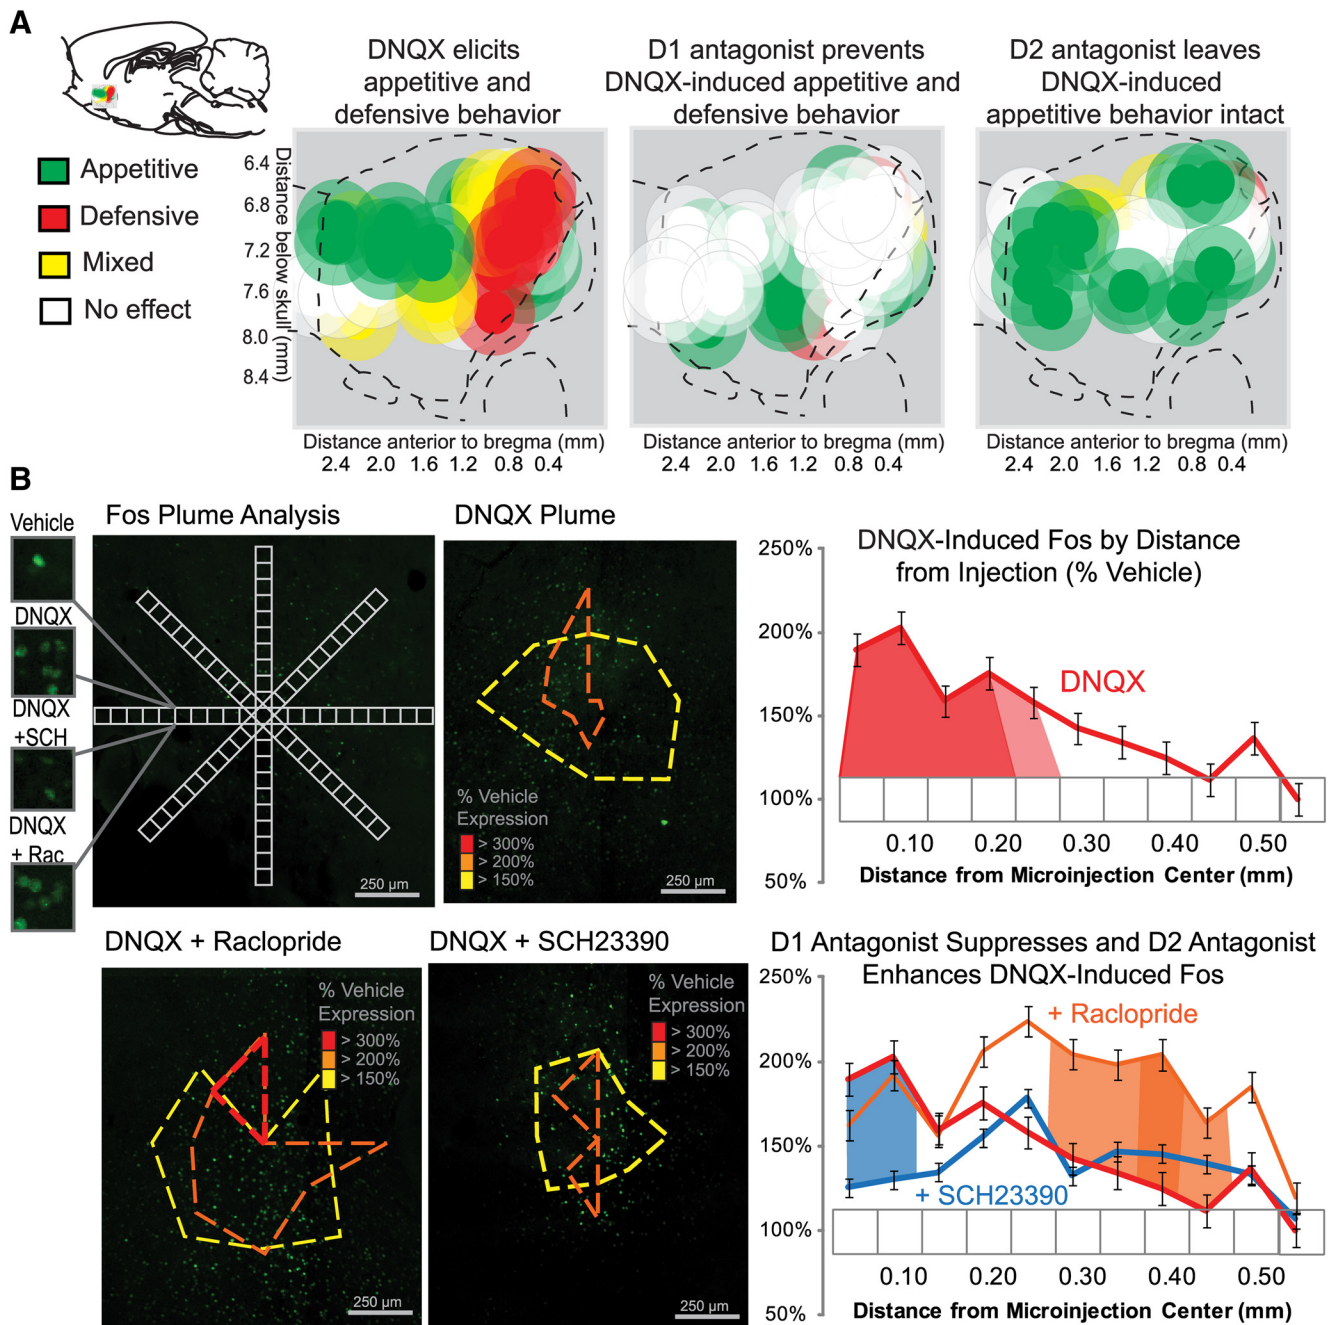 A
DNQX elicits
appetitive and
defensive behavior
D1 antagonist prevents
DNQX-induced appetitive and
defensive behavior
D2 antagonist leaves
DNQX-induced
appetitive behavior intact
Appetitive
Defensive
Mixed
No effect
Distance below skull (mm)
6.4
6.8
7.2
7.6
8.0
8.4
Distance anterior to bregma (mm)
2.4 2.0 1.6 1.2 0.8 0.4
Distance anterior to bregma (mm)
2.4 2.0 1.6 1.2 0.8 0.4
Distance anterior to bregma (mm)
2.4 2.0 1.6 1.2 0.8 0.4
B
Vehicle
DNQX
DNQX
+SCH
DNQX
+ Rac
Fos Plume Analysis
250 µm
DNQX Plume
% Vehicle
Expression
> 300%
> 200%
> 150%
250 µm
DNQX-Induced Fos by Distance
from Injection (% Vehicle)
250%
200%
150%
100%
50%
DNQX
0.10 0.20 0.30 0.40 0.50
Distance from Microinjection Center (mm)
DNQX + Raclopride
% Vehicle
Expression
> 300%
> 200%
> 150%
250 µm
DNQX + SCH23390
% Vehicle
Expression
> 300%
> 200%
> 150%
250 µm
D1 Antagonist Suppresses and D2 Antagonist
Enhances DNQX-Induced Fos
250%
200%
150%
100%
50%
+ Raclopride
+ SCH23390
0.10 0.20 0.30 0.40 0.50
Distance from Microinjection Center (mm)